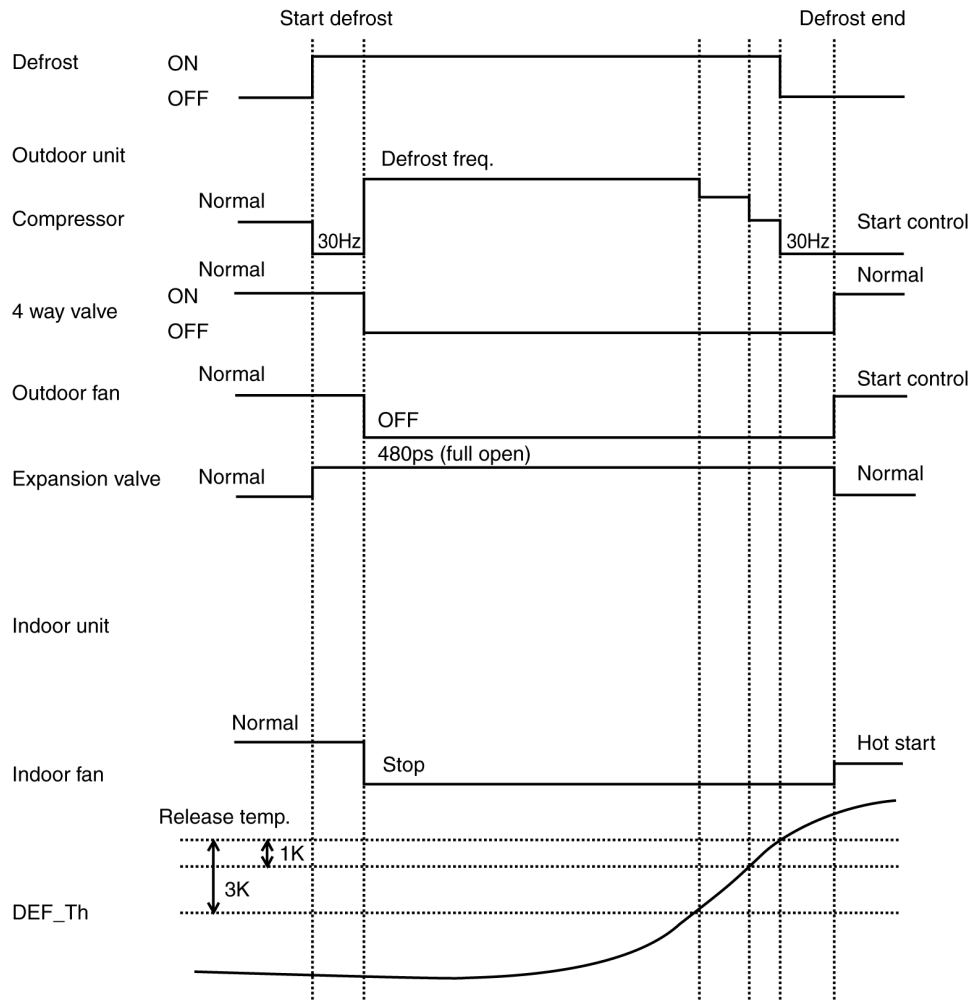 Start defrost
Defrost end
Defrost
ON
OFF
Outdoor unit
Defrost freq.
Normal
Compressor
30Hz
30Hz
Start control
Normal
Normal
4 way valve
ON
OFF
Normal
Start control
Outdoor fan
OFF
480ps (full open)
Expansion valve
Normal
Normal
Indoor unit
Normal
Hot start
Indoor fan
Stop
Release temp.
1K
3K
DEF_Th